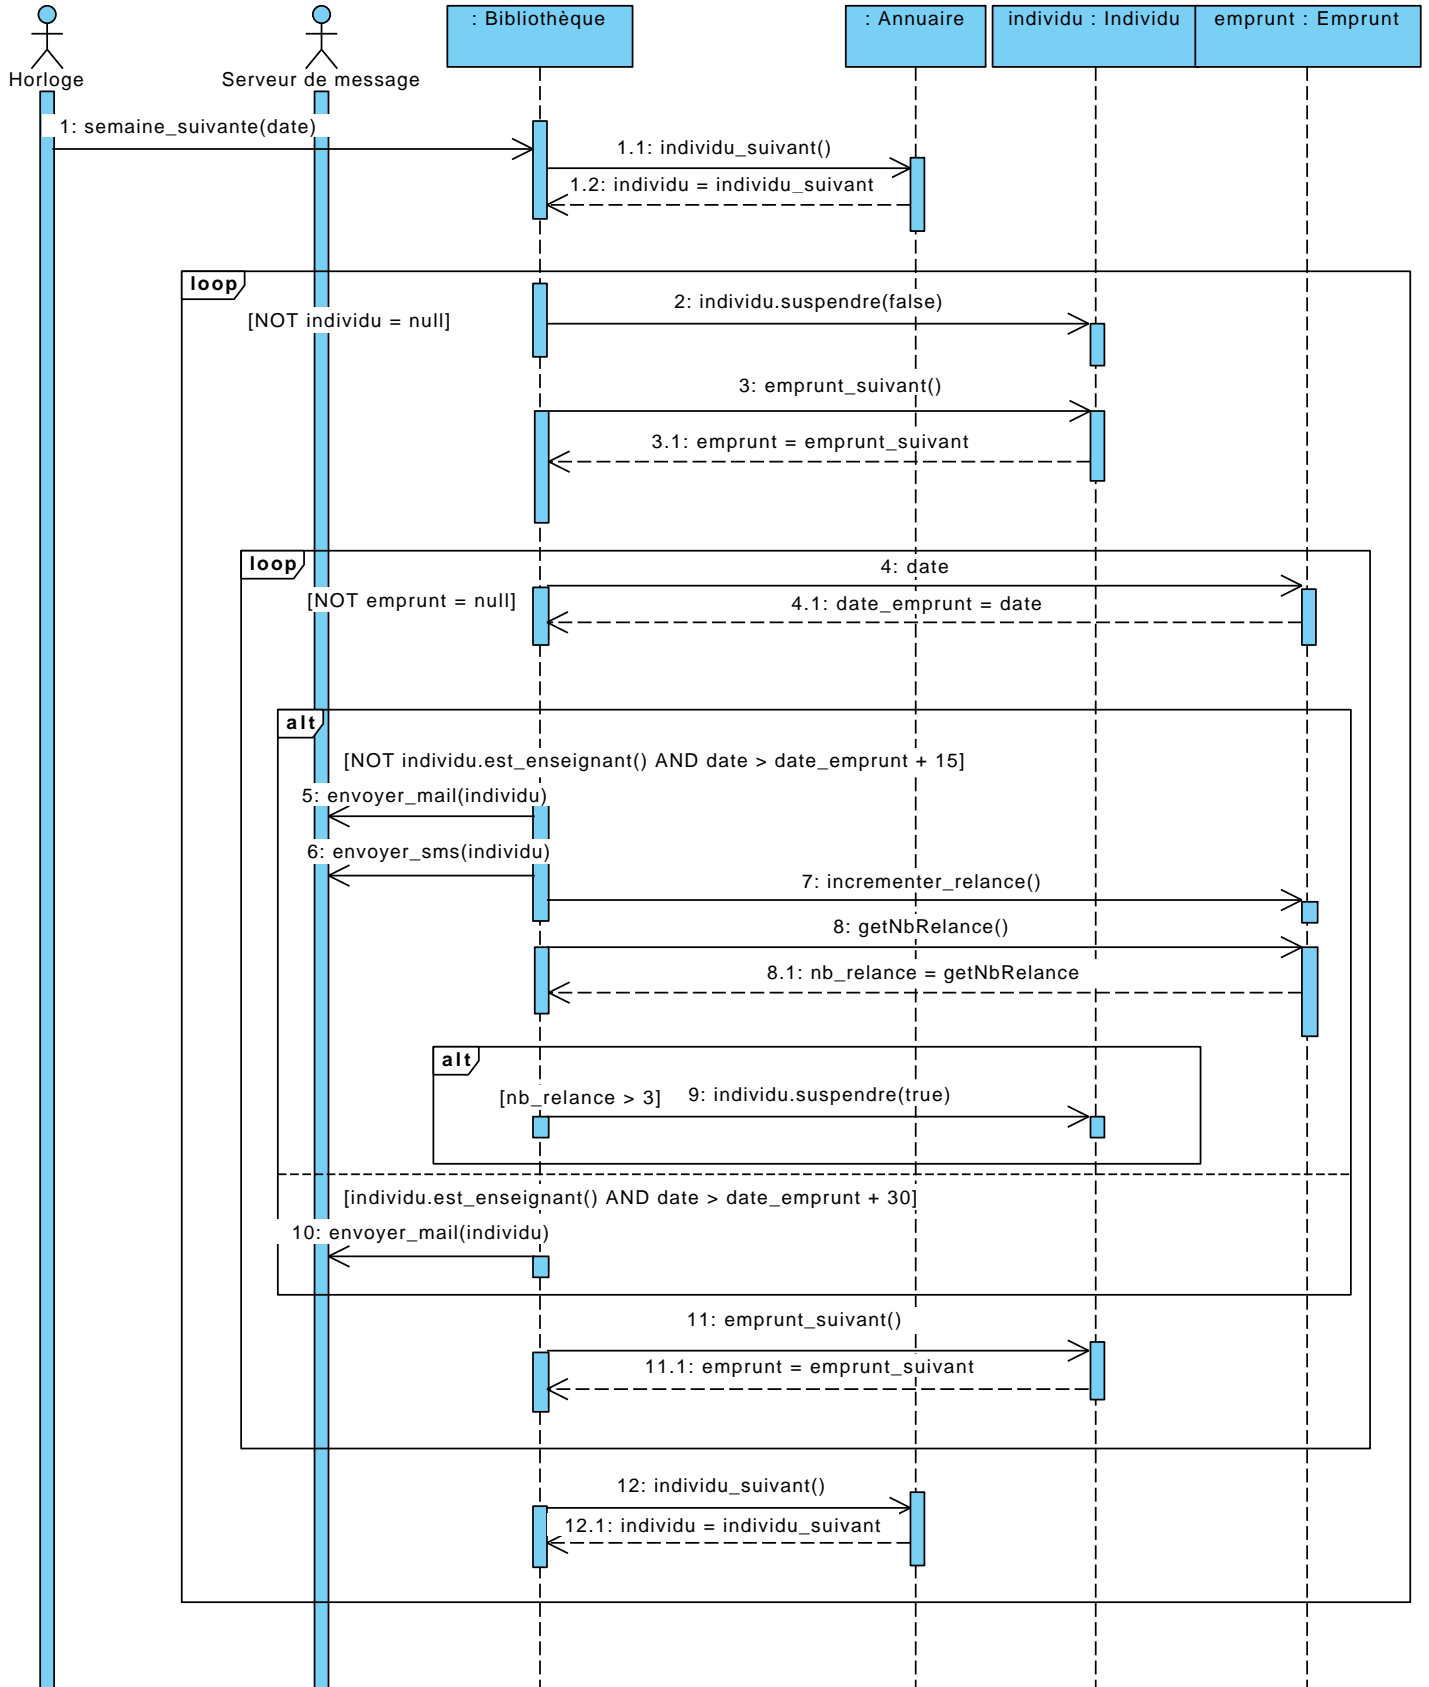 Horloge
Serveur de message
: Bibliothèque
: Annuaire
individu : Individu
emprunt : Emprunt
1: semaine_suivante(date)
1.1: individu_suivant()
1.2: individu = individu_suivant
loop
[NOT individu = null]
2: individu.suspendre(false)
3: emprunt_suivant()
3.1: emprunt = emprunt_suivant
loop
[NOT emprunt = null]
4: date
4.1: date_emprunt = date
alt
[NOT individu.est_enseignant() AND date > date_emprunt + 15]
5: envoyer_mail(individu)
6: envoyer_sms(individu)
7: incrementer_relance()
8: getNbRelance()
8.1: nb_relance = getNbRelance
alt
[nb_relance > 3]
9: individu.suspendre(true)
[individu.est_enseignant() AND date > date_emprunt + 30]
10: envoyer_mail(individu)
11: emprunt_suivant()
11.1: emprunt = emprunt_suivant
12: individu_suivant()
12.1: individu = individu_suivant